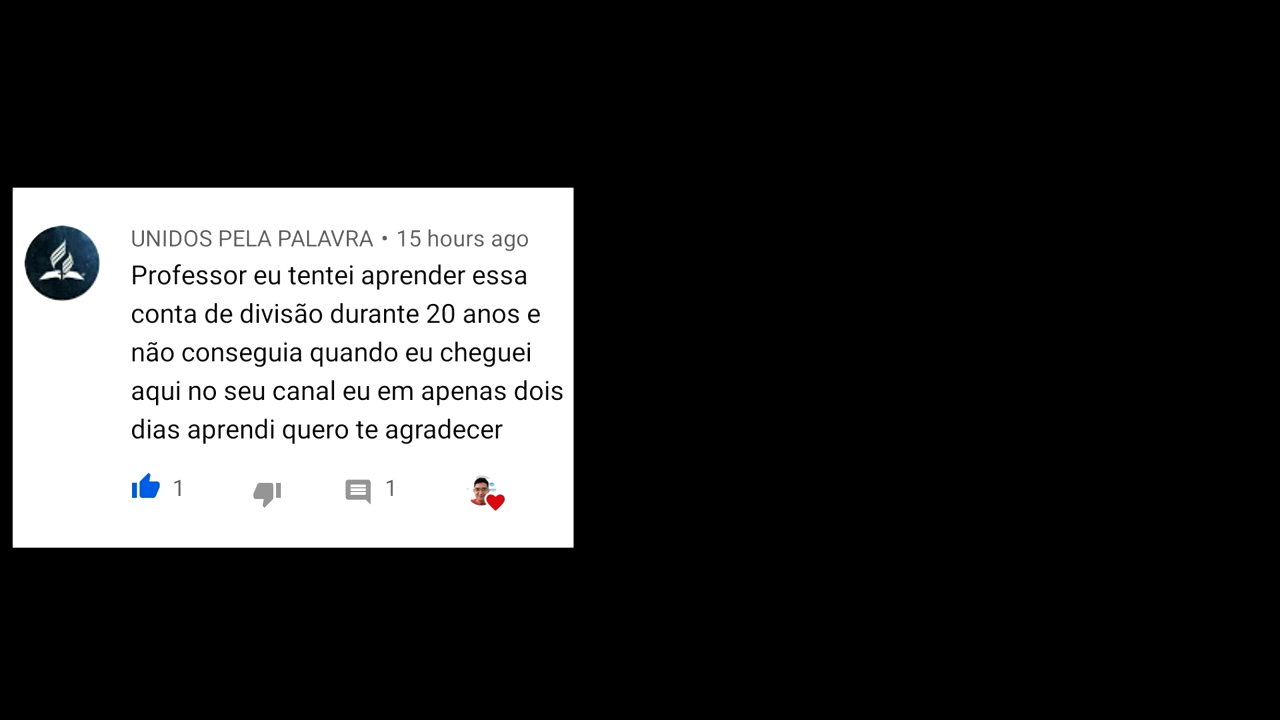 UNIDOS PELA PALAVRA • 15 hours ago
Professor eu tentei aprender essa
conta de divisão durante 20 anos e
não conseguia quando eu cheguei
aqui no seu canal eu em apenas dois
dias aprendi quero te agradecer
1 1